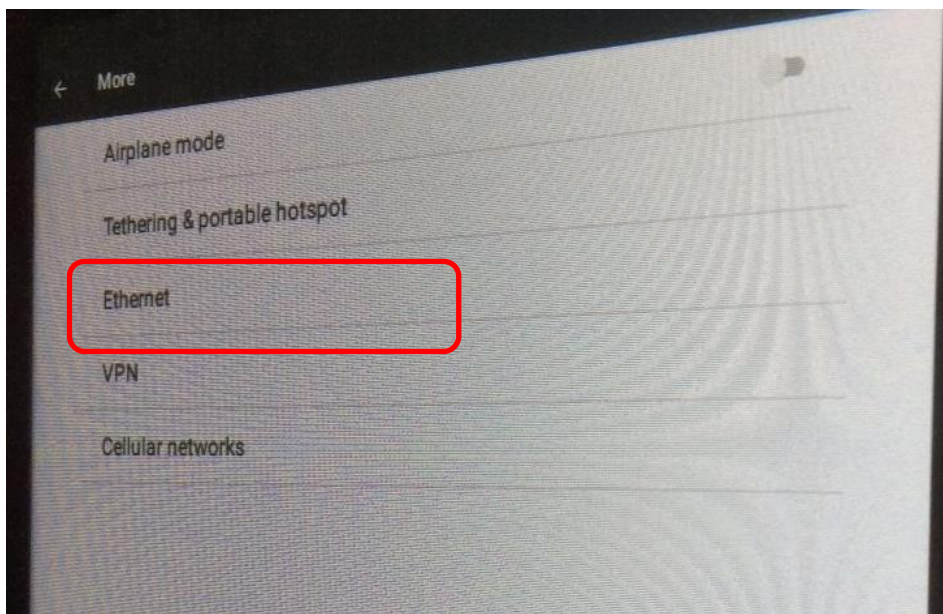 More
Airplane mode
Tethering & portable hotspot
Ethernet
VPN
Cellular networks